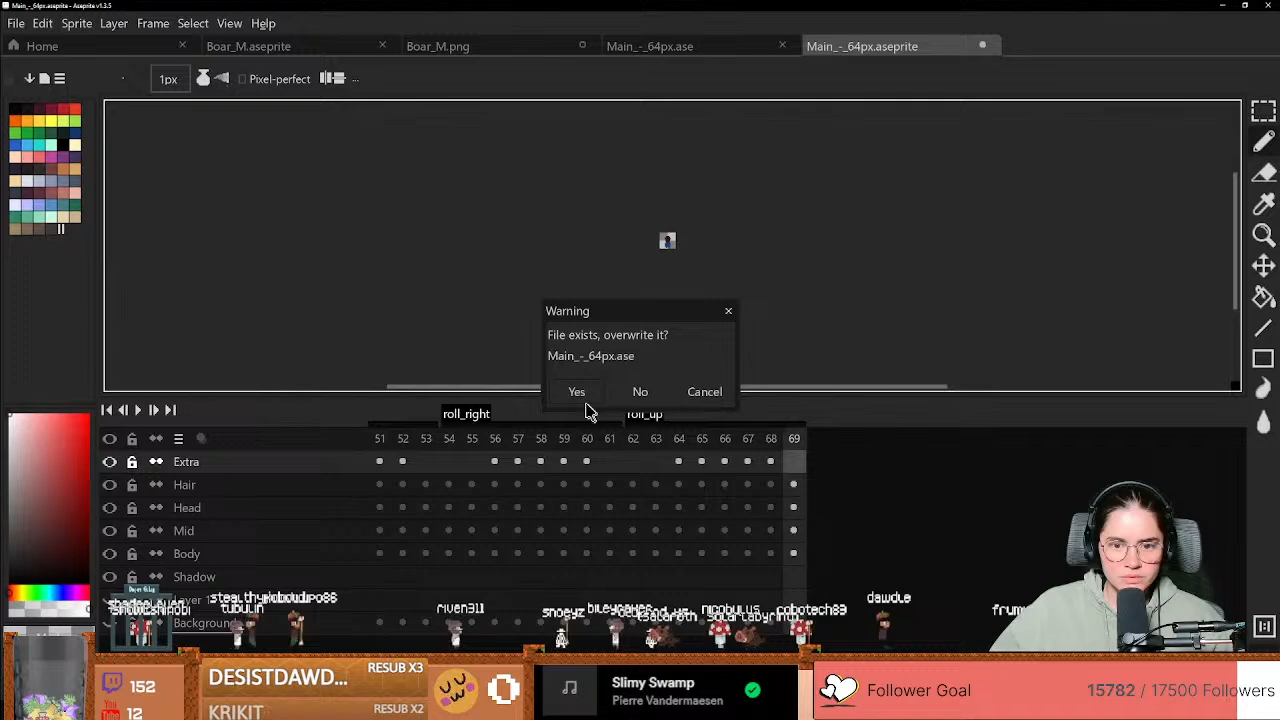 Main_-_64px.aseprite - Aseprite v1.3.5
File Edit Sprite Layer Frame Select View Help
Home
Boar_M.aseprite
Boar_M.png
Main_-_64px.ase
Main_-_64px.aseprite
1px
Pixel-perfect
...
Warning
File exists, overwrite it?
Main_-_64px.ase
Yes No Cancel
roll_right
roll_up
51 52 53 54 55 56 57 58 59 60 61 62 63 64 65 66 67 68 69
Extra
Hair
Head
Mid
Body
Shadow
tubulin
riven311
snoeyz
dawdle
152
12
DESISTDAWD...
RESUB X3
KRIKIT
RESUB X2
Slimy Swamp
Pierre Vandermaesen
Follower Goal
15782 / 17500 Followers